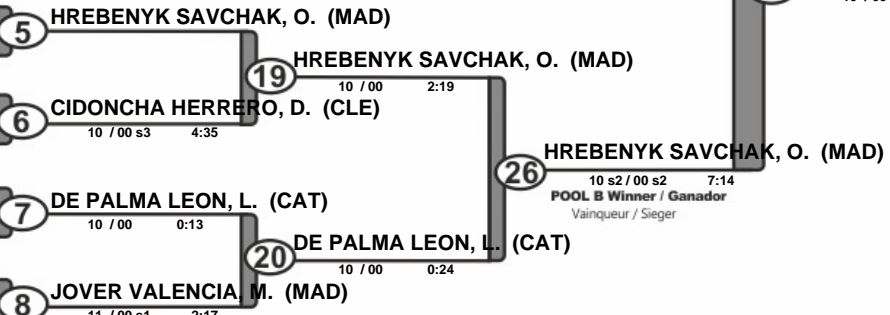 5 HREBENYK SAVCHAK, O. (MAD)
HREBENYK SAVCHAK, O. (MAD)
19 10 / 00 2:19
6 CIDONCHA HERRERO, D. (CLE)
10 / 00 s3 4:35
HREBENYK SAVCHAK, O. (MAD)
26 10 s2 / 00 s2 7:14
POOL B Winner / Ganador
Vainqueur / Sieger
7 DE PALMA LEON, L. (CAT)
10 / 00 0:13
DE PALMA LEON, L. (CAT)
20 10 / 00 0:24
8 JOVER VALENCIA, M. (MAD)